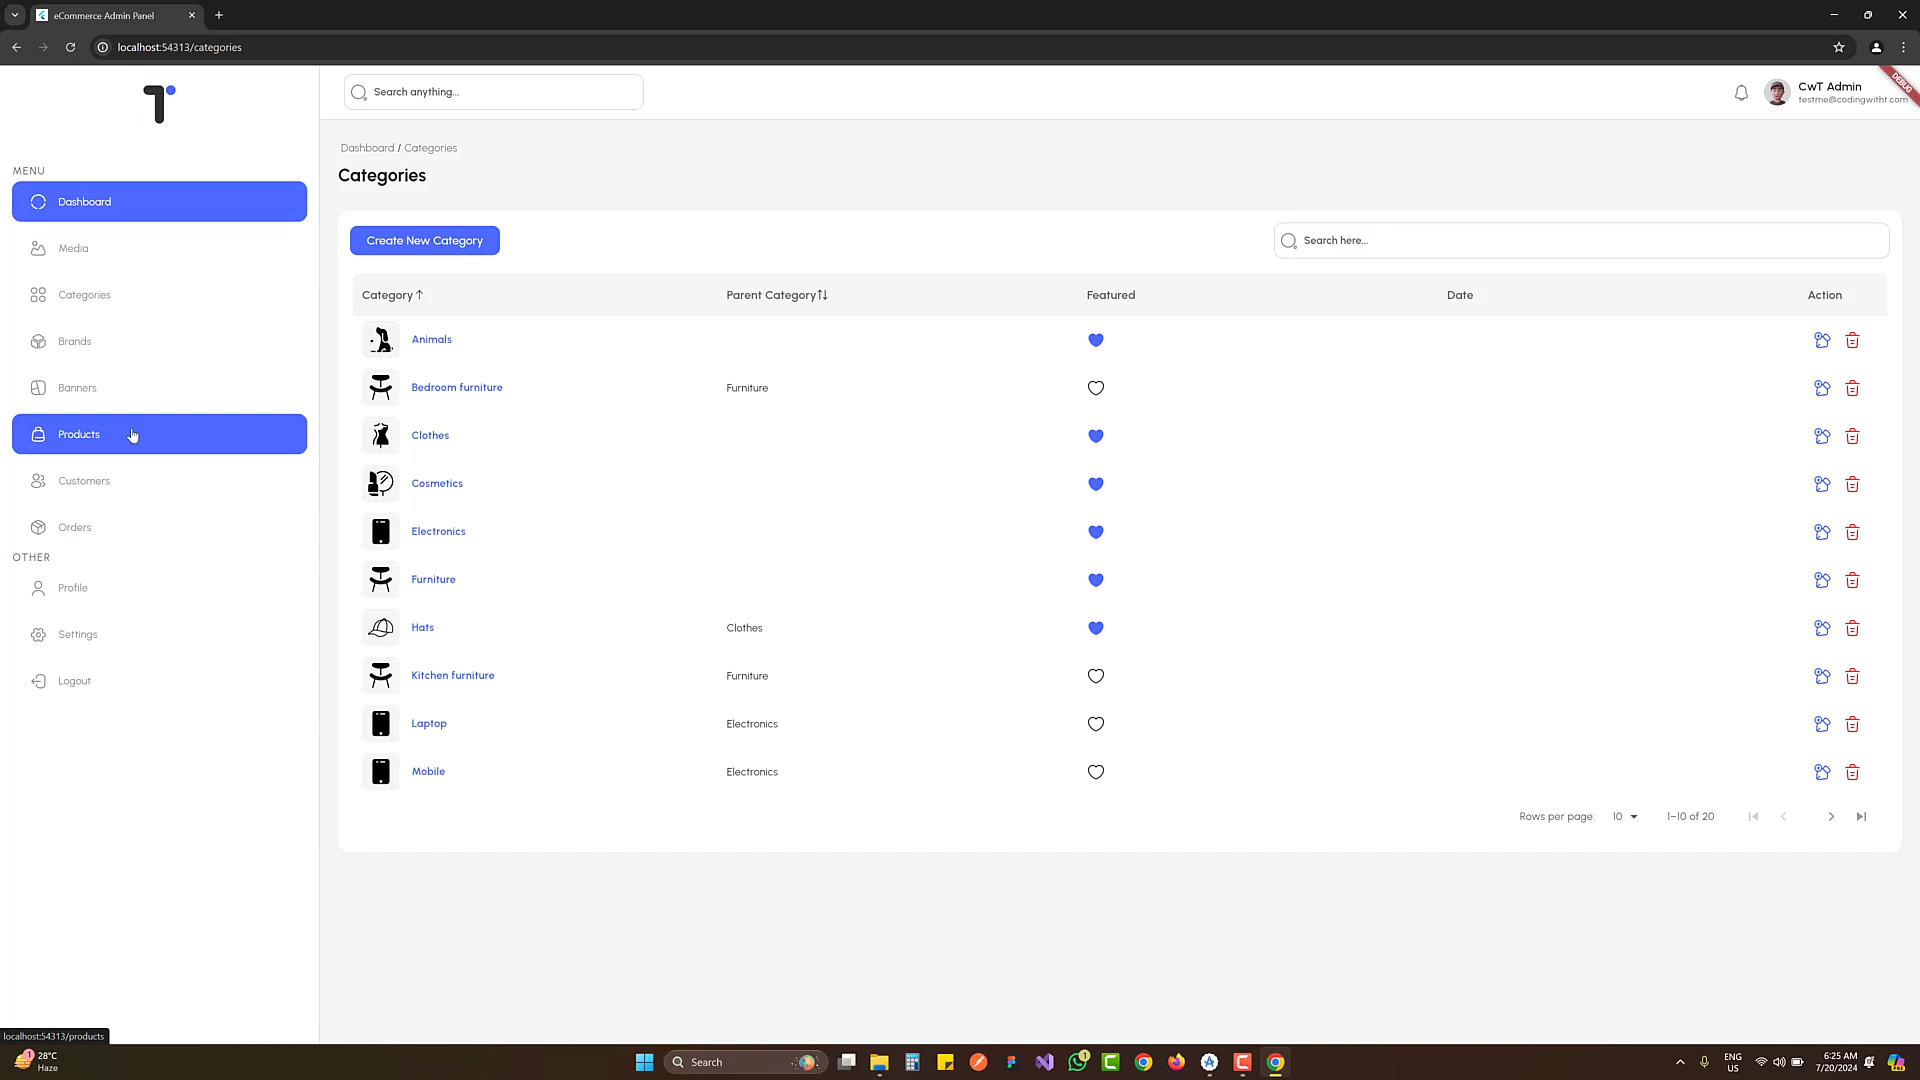 eCommerce Admin Panel
localhost:54313/categories
Search anything...
CwT Admin
testme@codingwitht.com
DEBUG
MENU
Dashboard
Media
Categories
Brands
Banners
Products
Customers
Orders
OTHER
Profile
Settings
Logout
Dashboard / Categories
Categories
Create New Category
Search here...
Category Parent Category Featured Date Action
Animals
Bedroom furniture Furniture
Clothes
Cosmetics
Electronics
Furniture
Hats Clothes
Kitchen furniture Furniture
Laptop Electronics
Mobile Electronics
Rows per page: 10 1–10 of 20
localhost:54313/products
1
28°C
Haze
Search
1
ENG
US
6:25 AM
7/20/2024